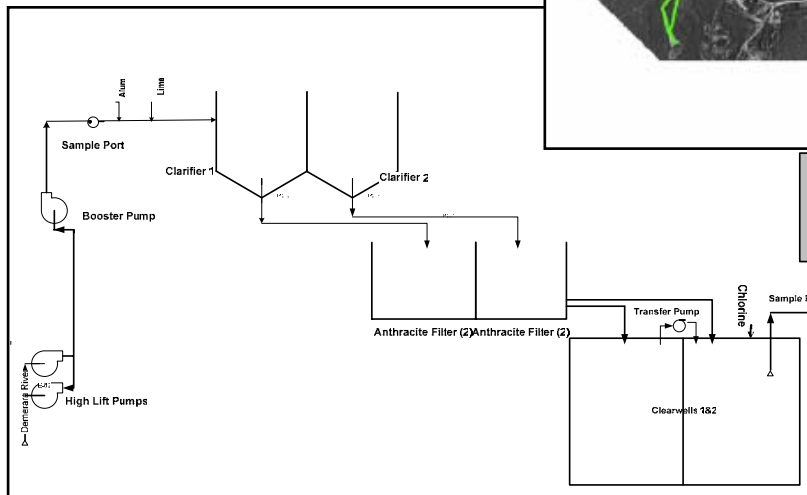 Alum
Lime
Sample Port
Clarifier 1
Clarifier 2
Booster Pump
Anthracite Filter (2)
Anthracite Filter (2)
Transfer Pump
Chlorine
Sample
Clearwells 1&2
Demerara River
High Lift Pumps